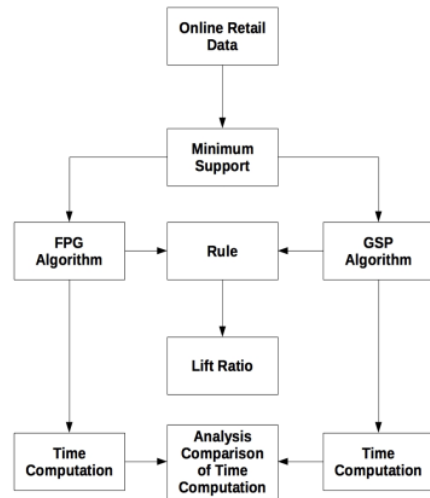 Online Retail
Data
Minimum
Support
FPG
Algorithm
Rule
GSP
Algorithm
Lift Ratio
Time
Computation
Analysis
Comparison
of Time
Computation
Time
Computation